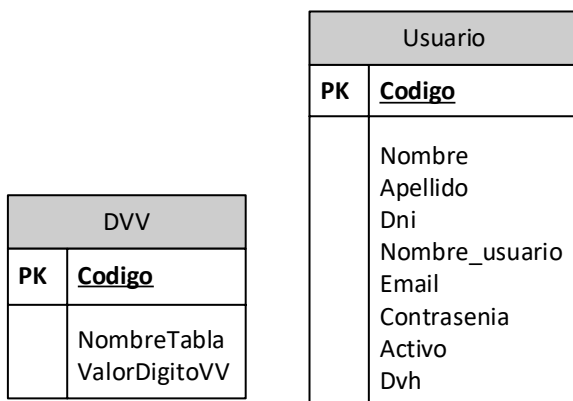 Usuario
PK Codigo
Nombre
Apellido
Dni
Nombre_usuario
Email
Contrasenia
Activo
Dvh
DVV
PK Codigo
NombreTabla
ValorDigitoVV